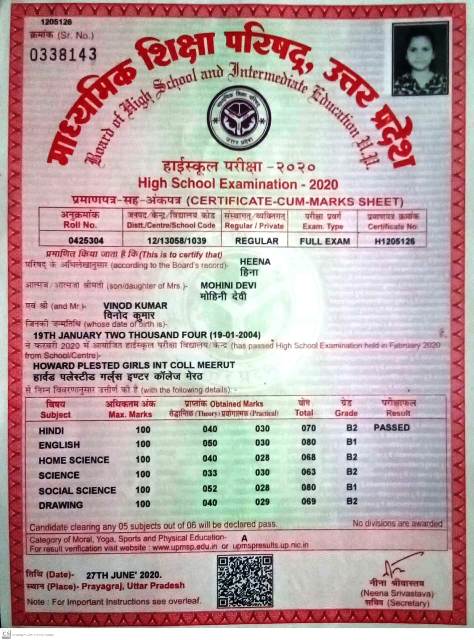 1205126
क्रमांक (Sr. No.)
0338143
माध्यमिक शिक्षा परिषद्, उत्तर प्रदेश
Board of High School and Intermediate Education U.P.
हाईस्कूल परीक्षा - २०२०
High School Examination - 2020
प्रमाणपत्र-सह-अंकपत्र (CERTIFICATE-CUM-MARKS SHEET)
अनुक्रमांक जनपद/केन्द्र/विद्यालय कोड संस्थागत/व्यक्तिगत परीक्षा प्रवर्ग प्रमाणपत्र क्रमांक
Roll No. Distt./Centre/School Code Regular / Private Exam. Type Certificate No.
0425304 12/13058/1039 REGULAR FULL EXAM H1205126
प्रमाणित किया जाता है कि(This is to certify that)
परिषद् के अभिलेखानुसार (according to the Board's record)- HEENA
हिना
आत्मज/ आत्मजा श्रीमती (son/daughter of Mrs.)- MOHINI DEVI
मोहिनी देवी
एवं श्री (and Mr.)- VINOD KUMAR
विनोद कुमार
जिनकी जन्मतिथि (whose date of birth is)-
19TH JANUARY TWO THOUSAND FOUR (19-01-2004) है,
ने फरवरी 2020 में आयोजित हाईस्कूल परीक्षा विद्यालय/केन्द्र (has passed High School Examination held in February 2020
from School/Centre)-
HOWARD PLESTED GIRLS INT COLL MEERUT
हार्वड पलेस्टीड गर्ल्स इण्टर कॉलेज मेरठ
से निम्न विवरणानुसार उत्तीर्ण की है (with the following details): -
विषय अधिकतम अंक प्राप्तांक Obtained Marks योग ग्रेड परीक्षाफल
Subject Max. Marks सैद्धान्तिक (Theory) प्रयोगात्मक (Practical) Total Grade Result
HINDI 100 040 030 070 B2 PASSED
ENGLISH 100 050 030 080 B1
HOME SCIENCE 100 040 028 068 B2
SCIENCE 100 033 030 063 B2
SOCIAL SCIENCE 100 052 028 080 B1
DRAWING 100 040 029 069 B2
Candidate clearing any 05 subjects out of 06 will be declared pass. No divisions are awarded
Category of Moral, Yoga, Sports and Physical Education- A
For result verification visit website : www.upmsp.edu.in or upmspresults.up.nic.in
तिथि (Date)- 27TH JUNE' 2020.
स्थान (Place)- Prayagraj, Uttar Pradesh
Note : For Important Instructions see overleaf.
नीना श्रीवास्तव
(Neena Srivastava)
सचिव (Secretary)